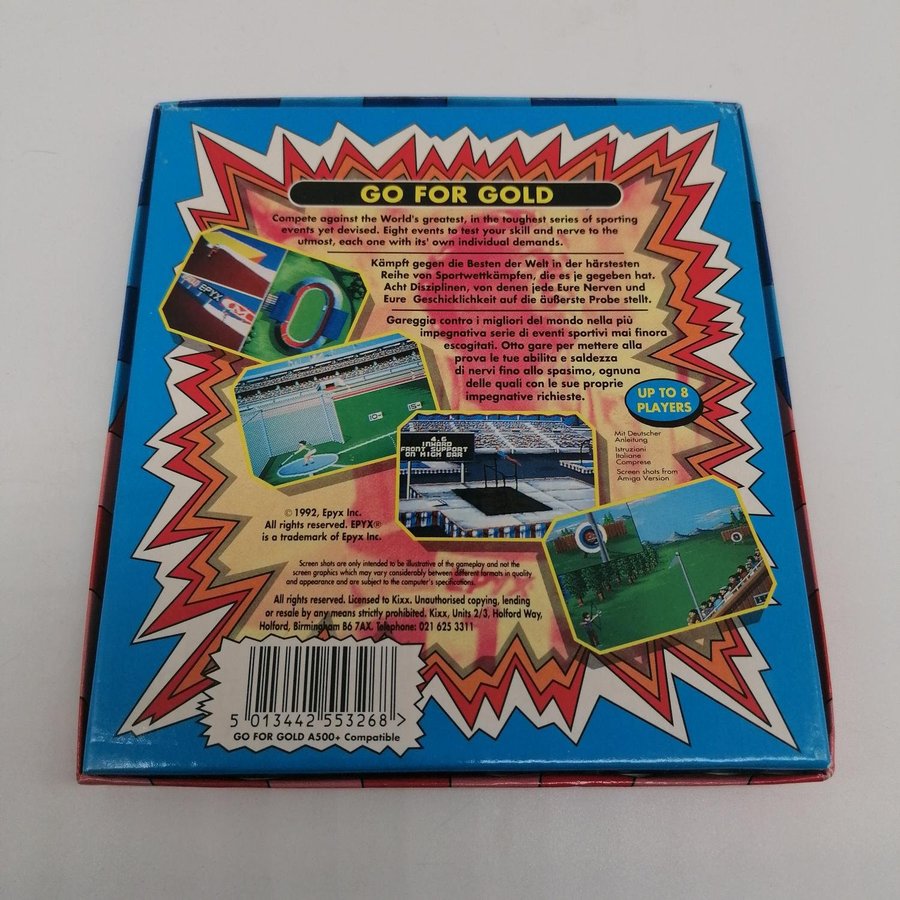 GO FOR GOLD
Compete against the World's greatest, in the toughest series of sporting
events yet devised. Eight events to test your skill and nerve to the
utmost, each one with its' own individual demands.
Kämpft gegen die Besten der Welt in der härstesten
Reihe von Sportwettkämpfen, die es je gegeben hat.
Acht Disziplinen, von denen jede Eure Nerven und
Eure Geschicklichkeit auf die äußerste Probe stellt.
Gareggia contro i migliori del mondo nella più
impegnativa serie di eventi sportivi mai finora
escogitati. Otto gare per mettere alla
prova le tue abilita e saldezza
di nervi fino allo spasimo, ognuna
delle quali con le sue proprie
impegnative richieste.
EPYX
UP TO 8
PLAYERS
10
15
4.6
INWARD
FRONT SUPPORT
ON HIGH BAR
Mit Deutscher
Anleitung
Istruzioni
Italiane
Comprese
Screen shots from
Amiga Version
© 1992, Epyx Inc.
All rights reserved. EPYX®
is a trademark of Epyx Inc.
Screen shots are only intended to be illustrative of the gameplay and not the
screen graphics which may vary considerably between different formats in quality
and appearance and are subject to the computer's specifications.
All rights reserved. Licensed to Kixx. Unauthorised copying, lending
or resale by any means strictly prohibited. Kixx, Units 2/3, Holford Way,
Holford, Birmingham B6 7AX. Telephone: 021 625 3311
5 013442 553268 >
GO FOR GOLD A500+ Compatible